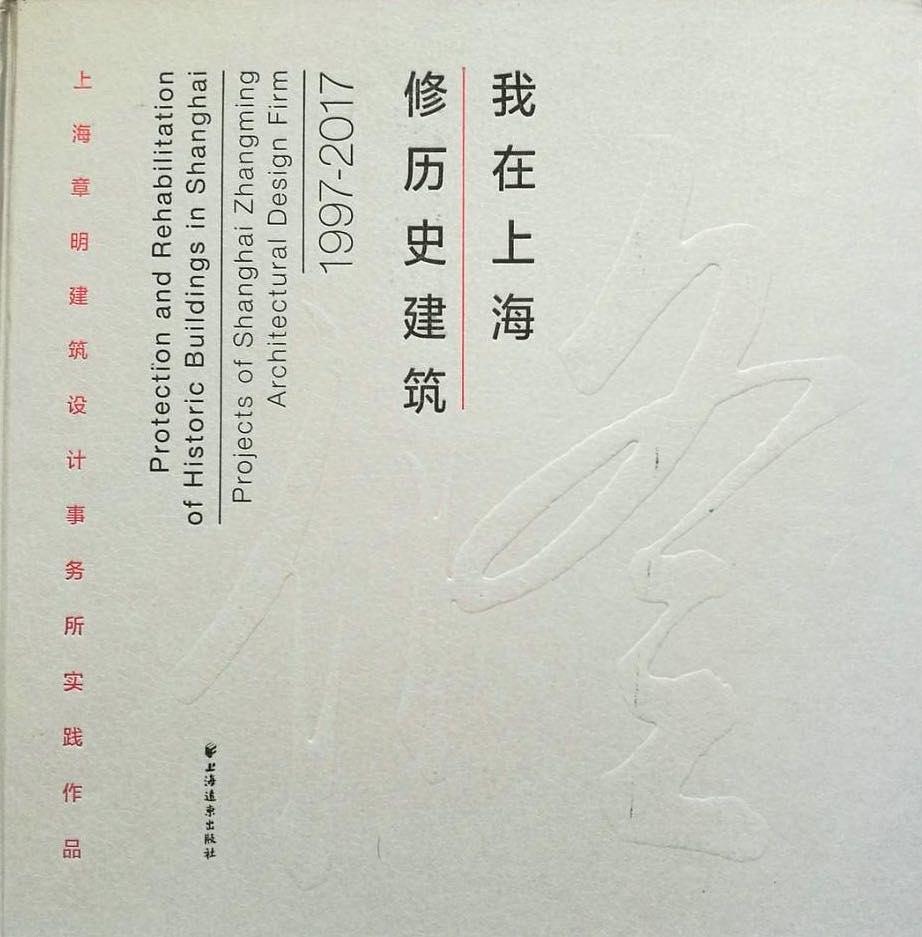 我在上海
修历史建筑
1997-2017
Protection and Rehabilitation
of Historic Buildings in Shanghai
Projects of Shanghai Zhangming
Architectural Design Firm
上海章明建筑设计事务所实践作品
上海远东出版社